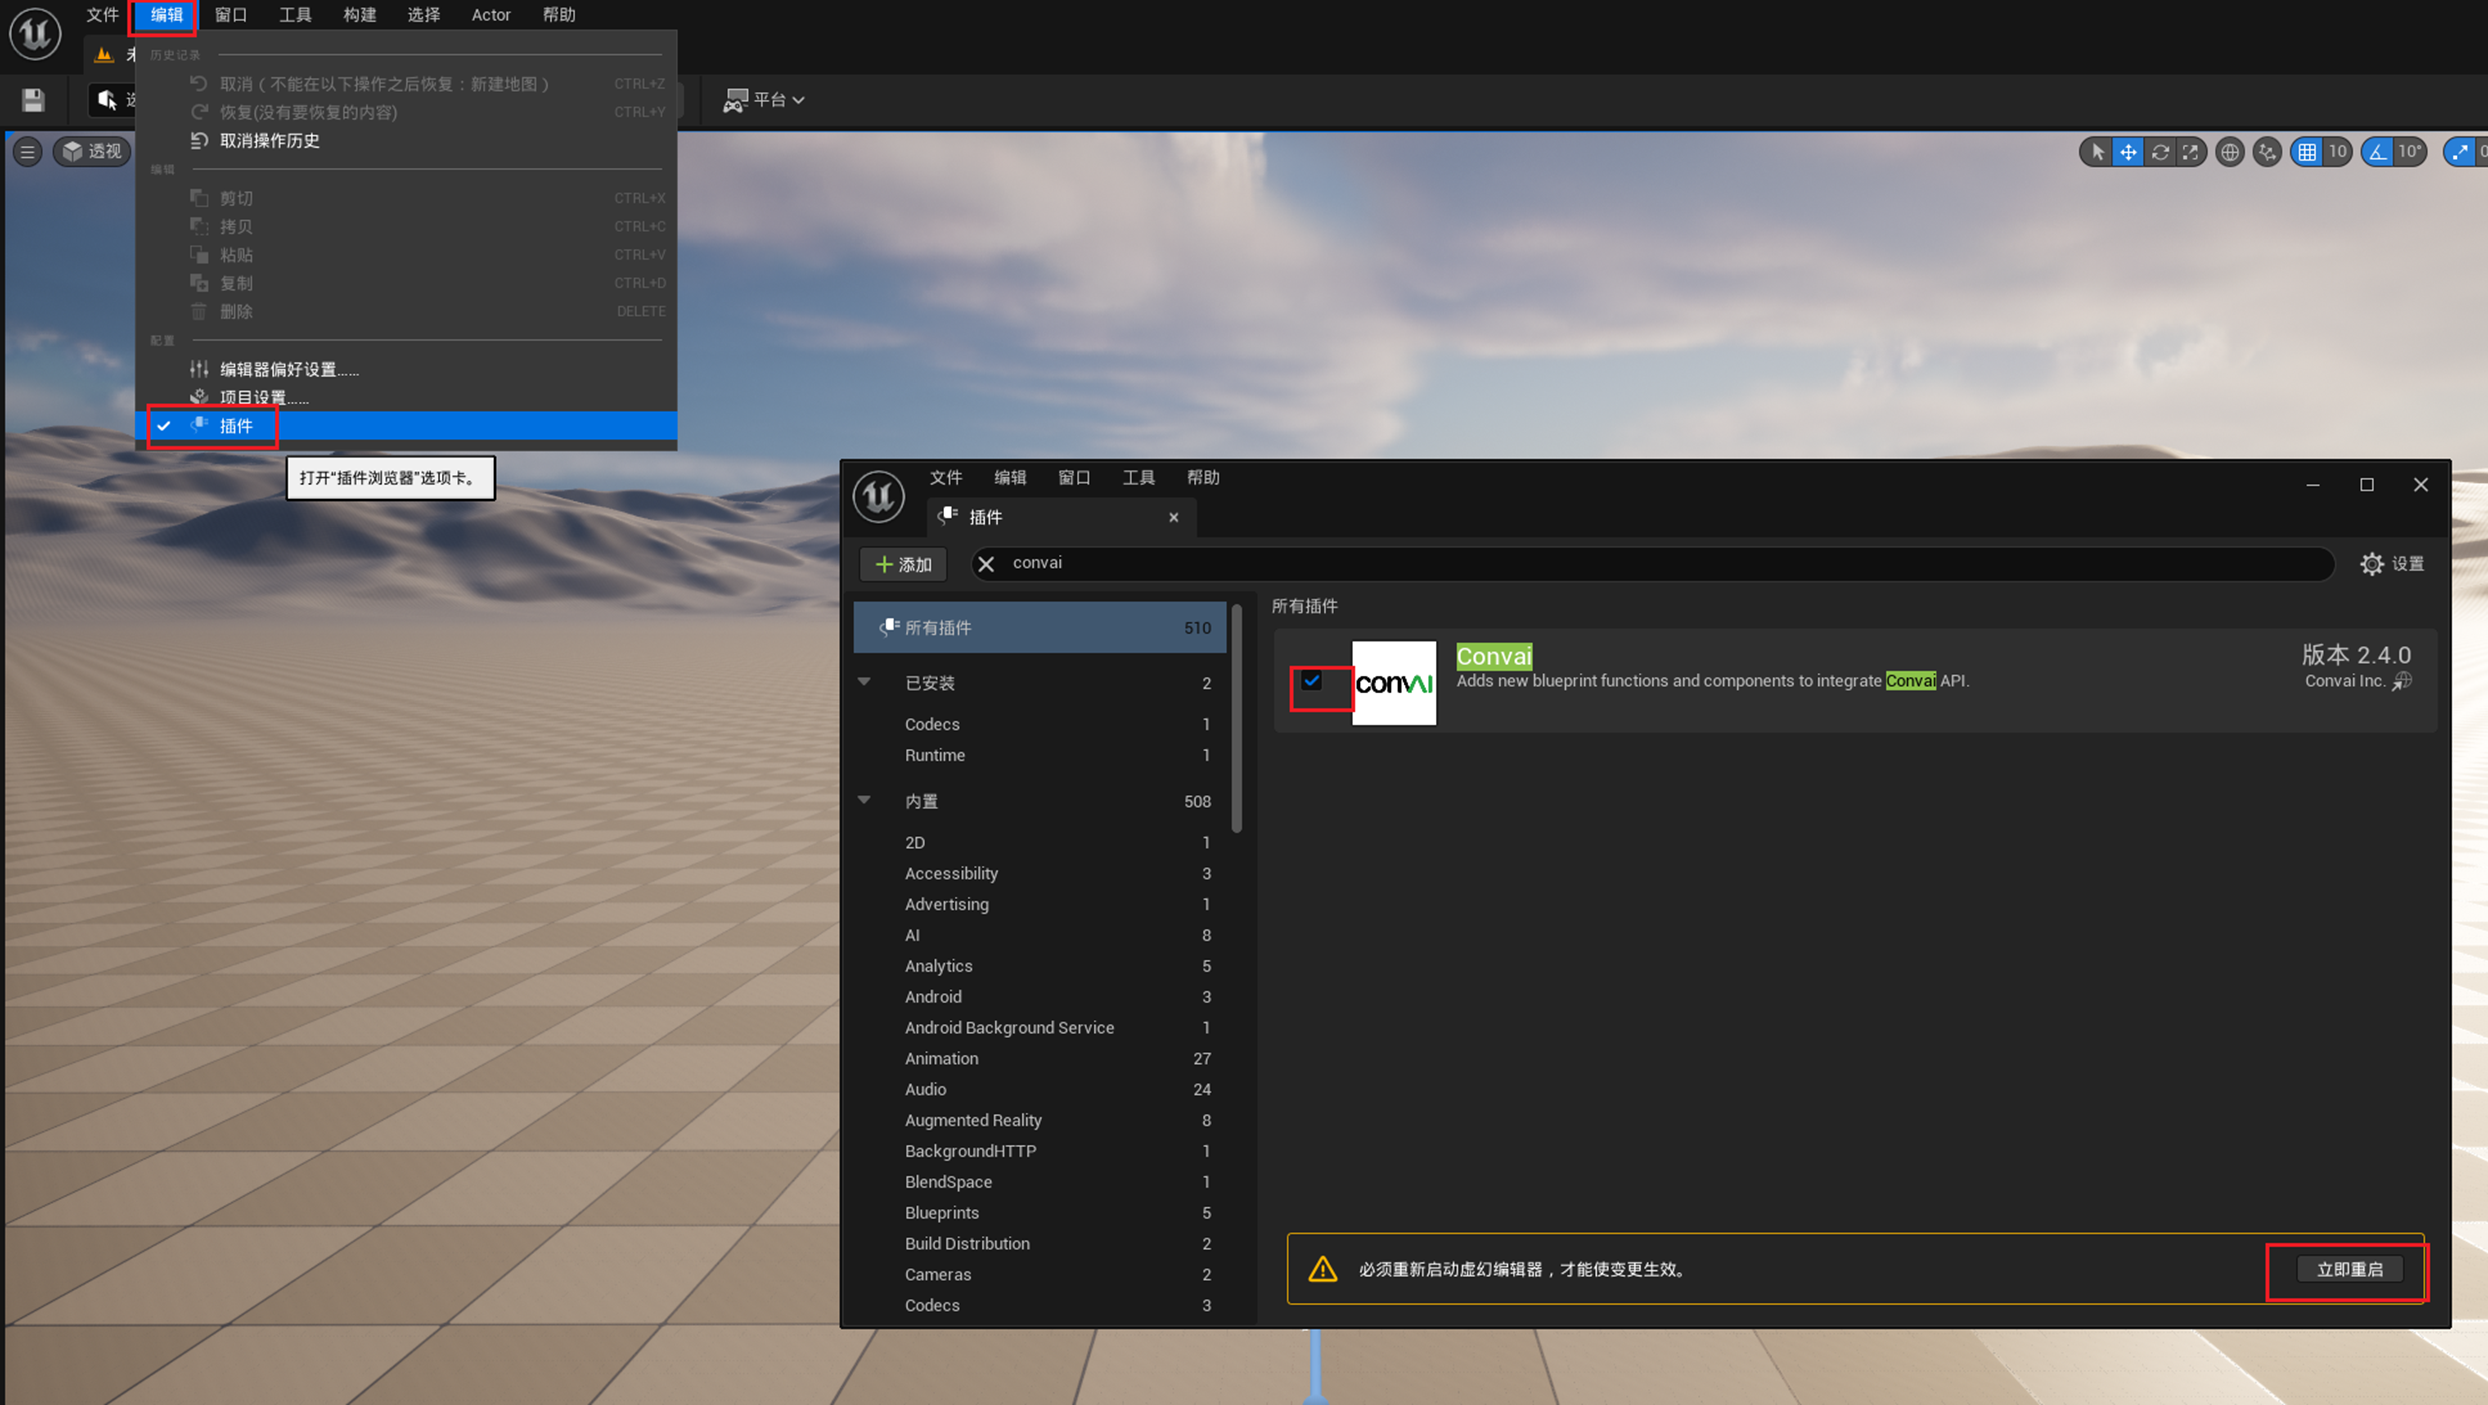 文件 编辑 窗口 工具 构建 选择 Actor 帮助
历史记录
取消（不能在以下操作之后恢复：新建地图） CTRL+Z
恢复(没有要恢复的内容) CTRL+Y
取消操作历史
平台
透视
10 10°
编辑
剪切 CTRL+X
拷贝 CTRL+C
粘贴 CTRL+V
复制 CTRL+D
删除 DELETE
配置
编辑器偏好设置......
项目设置......
插件
打开“插件浏览器”选项卡。
文件 编辑 窗口 工具 帮助
插件
添加 convai 设置
所有插件 510
已安装 2
Codecs 1
Runtime 1
内置 508
2D 1
Accessibility 3
Advertising 1
AI 8
Analytics 5
Android 3
Android Background Service 1
Animation 27
Audio 24
Augmented Reality 8
BackgroundHTTP 1
BlendSpace 1
Blueprints 5
Build Distribution 2
Cameras 2
Codecs 3
所有插件
convAI
Convai 版本 2.4.0
Adds new blueprint functions and components to integrate Convai API. Convai Inc.
必须重新启动虚幻编辑器，才能使变更生效。 立即重启